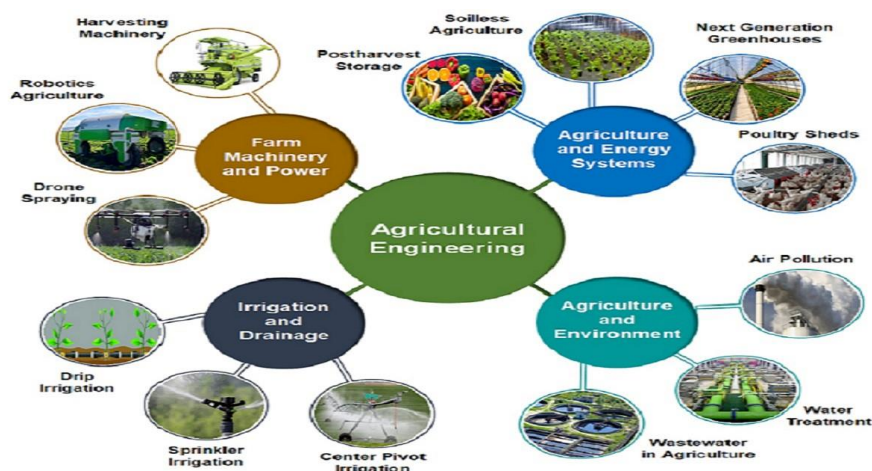 Harvesting
Machinery
Robotics
Agriculture
Drone
Spraying
Farm
Machinery
and Power
Soilless
Agriculture
Postharvest
Storage
Next Generation
Greenhouses
Poultry Sheds
Agriculture
and Energy
Systems
Agricultural
Engineering
Irrigation
and
Drainage
Drip
Irrigation
Sprinkler
Irrigation
Center Pivot
Irrigation
Agriculture
and
Environment
Air Pollution
Water
Treatment
Wastewater
in Agriculture